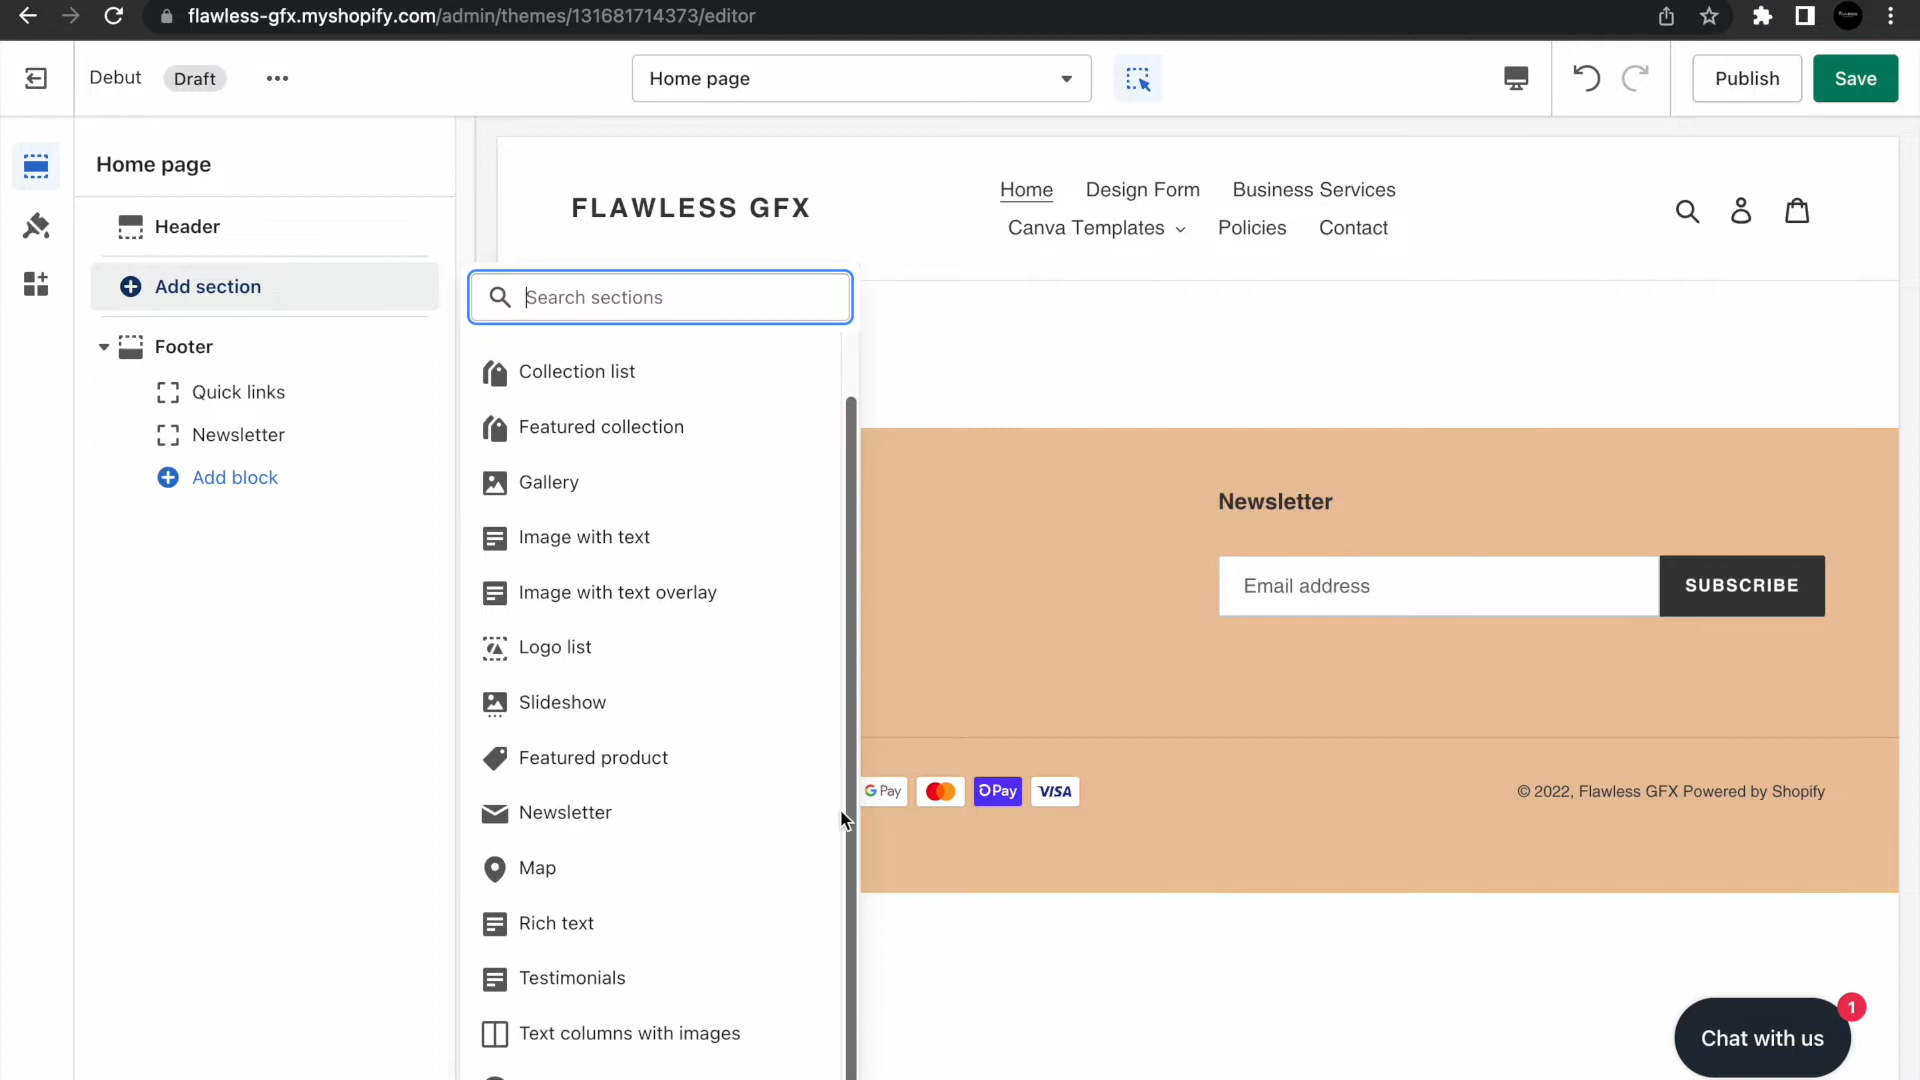 flawless-gfx.myshopify.com/admin/themes/131681714373/editor
Debut
Draft
Home page
Publish
Save
Home page
Header
Add section
Footer
Quick links
Newsletter
Add block
Search sections
Collection list
Featured collection
Gallery
Image with text
Image with text overlay
Logo list
Slideshow
Featured product
Newsletter
Map
Rich text
Testimonials
Text columns with images
FLAWLESS GFX
Home Design Form Business Services
Canva Templates Policies Contact
Newsletter
Email address
SUBSCRIBE
G Pay
Pay
VISA
© 2022, Flawless GFX Powered by Shopify
1
Chat with us